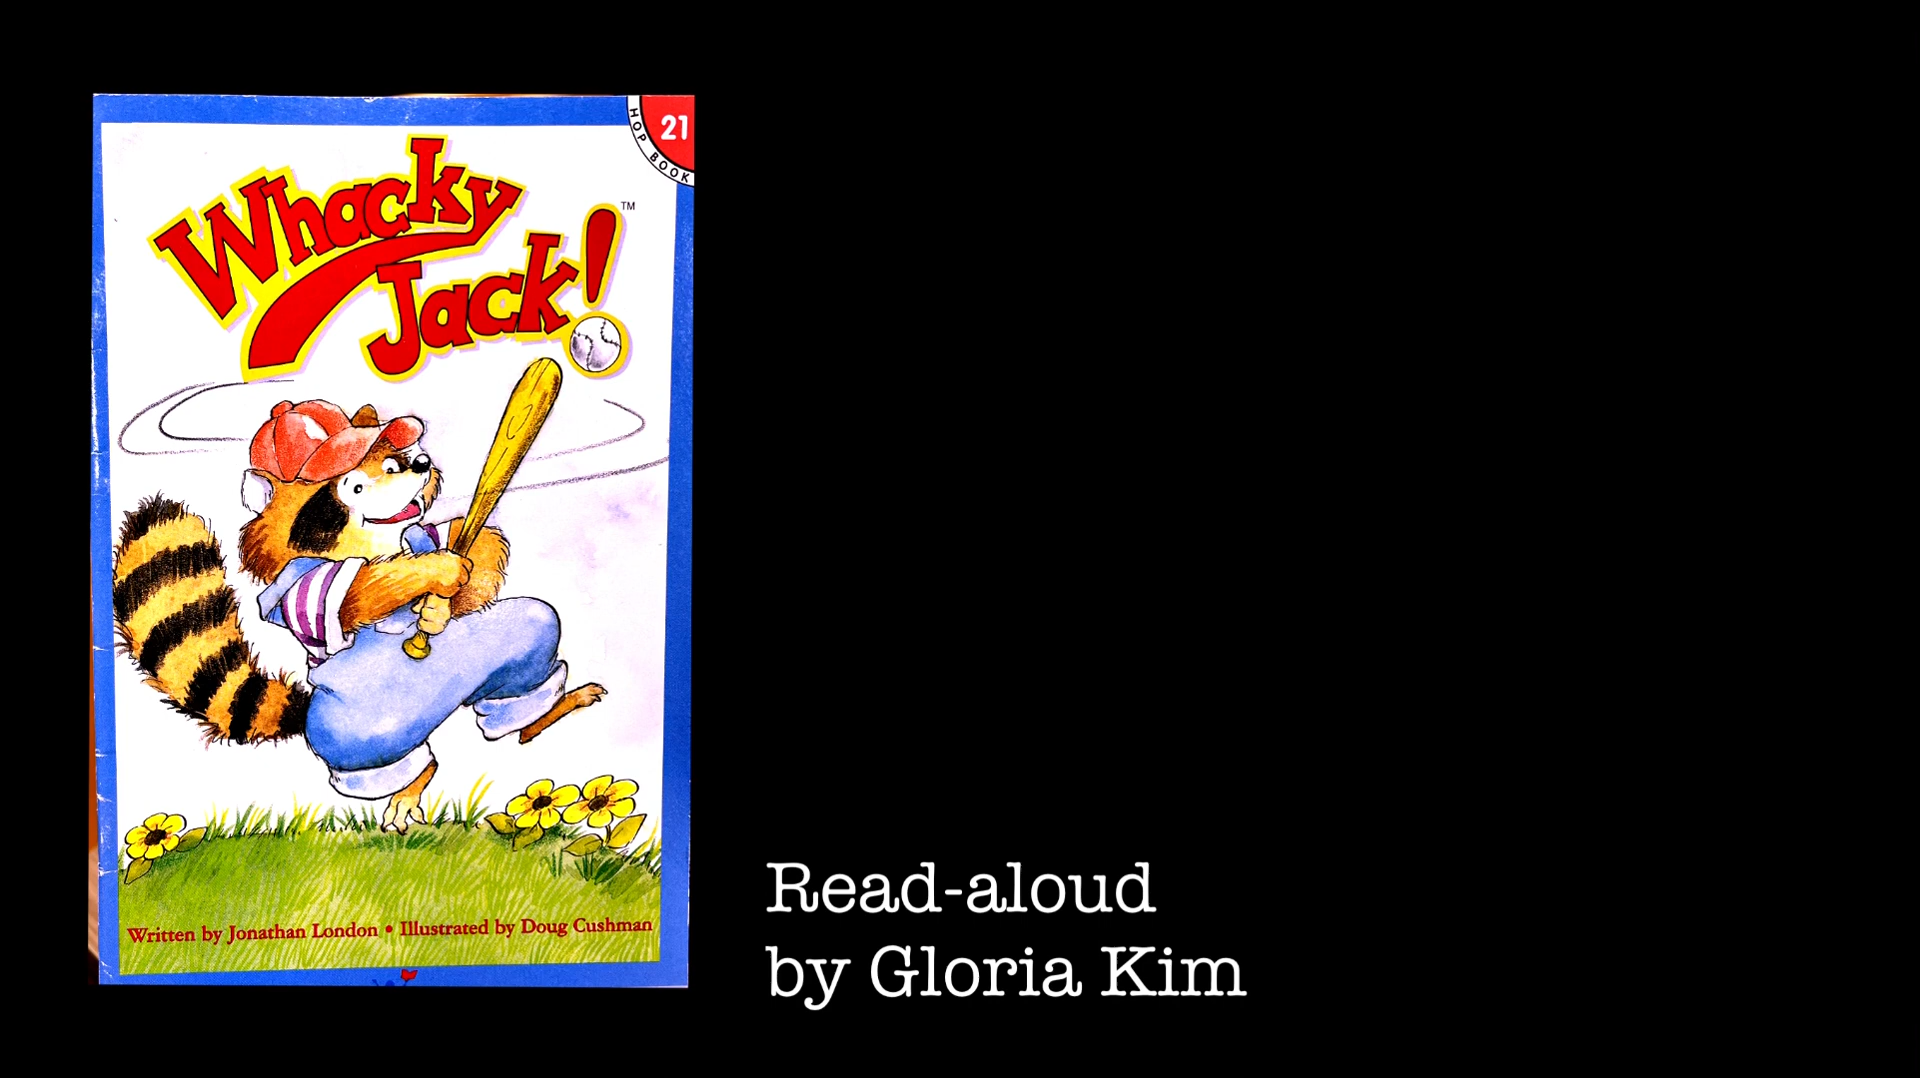 HOP BOOK
21
Whacky
Jack!™
Written by Jonathan London • Illustrated by Doug Cushman
Read-aloud
by Gloria Kim